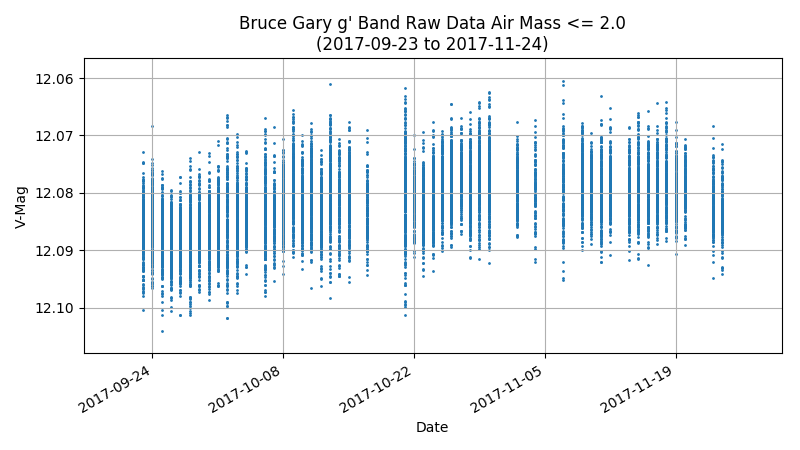 Bruce Gary g' Band Raw Data Air Mass <= 2.0
(2017-09-23 to 2017-11-24)
12.06
12.07
12.08
12.09
12.10
V-Mag
2017-09-24
2017-10-08
2017-10-22
2017-11-05
2017-11-19
Date